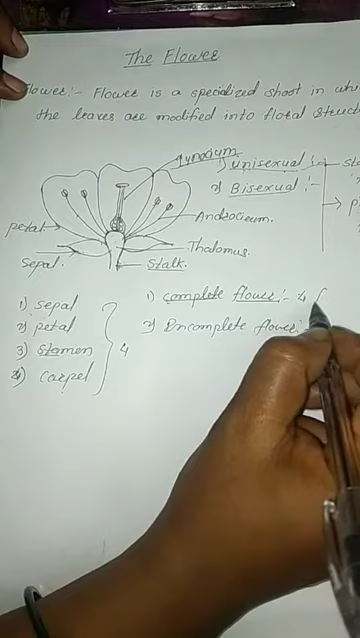 The Flower
Flower:- Flower is a specialized shoot in
the leaves are modified into floral
Gynoecium
1) Unisexual :-
2) Bisexual :-
petal
Androecium.
Thalamus.
Sepal.
Stalk.
1) sepal
2) petal
3) stamen
4) carpel
4
1) complete flower :- 4
2) Incomplete flower: